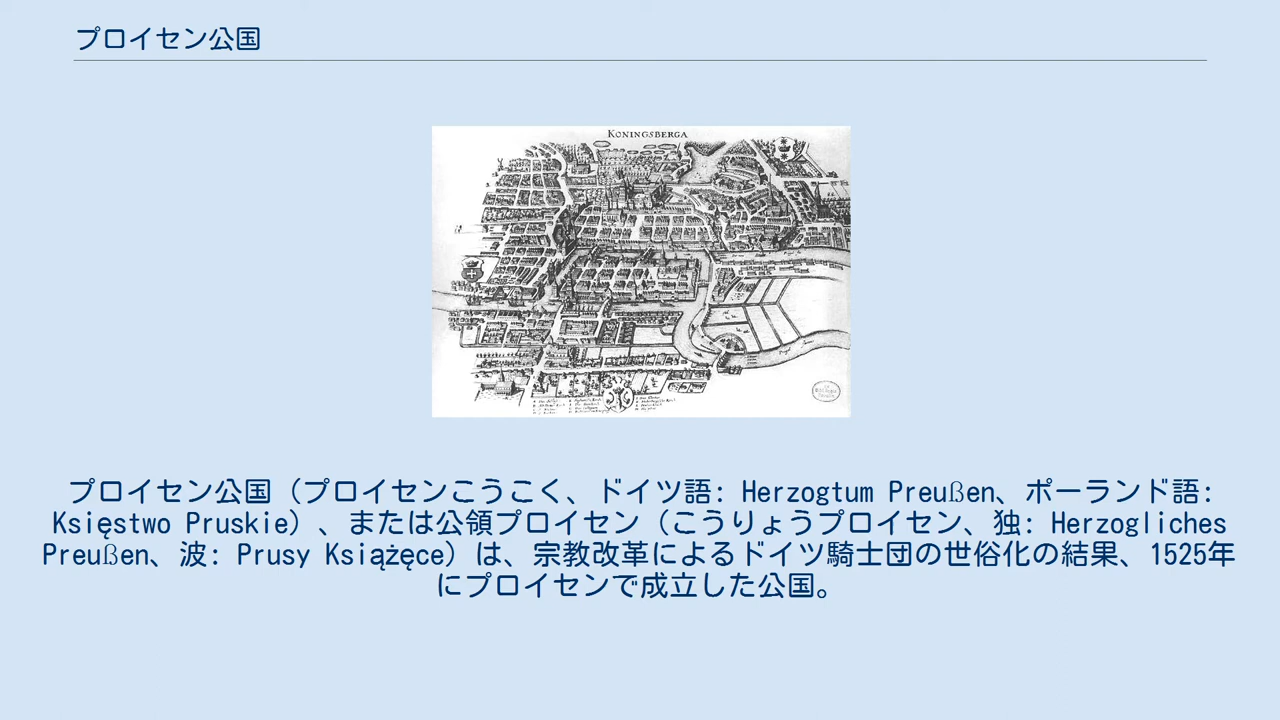 プロイセン公国
KONINGSBERGA
プロイセン公国（プロイセンこうこく、ドイツ語: Herzogtum Preußen、ポーランド語:
Księstwo Pruskie）、または公領プロイセン（こうりょうプロイセン、独: Herzogliches
Preußen、波: Prusy Książęce）は、宗教改革によるドイツ騎士団の世俗化の結果、1525年
にプロイセンで成立した公国。